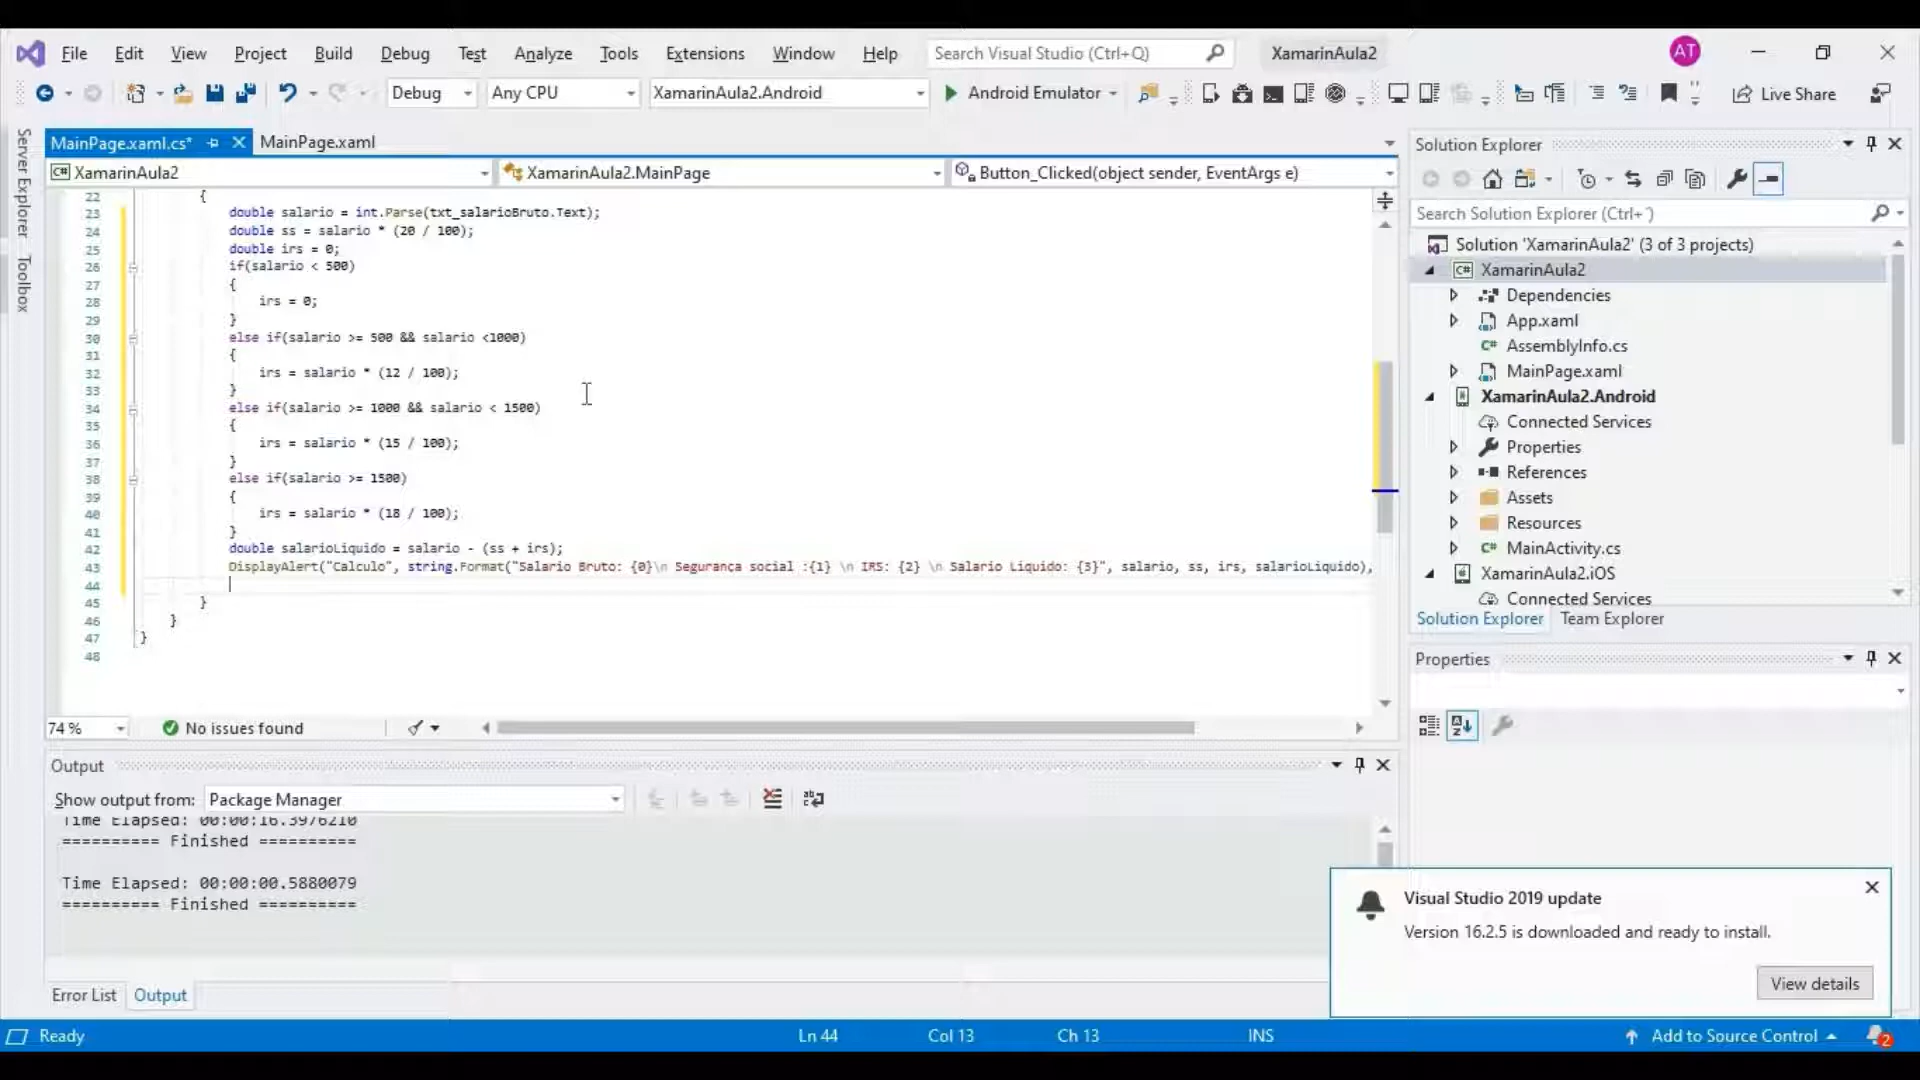 File Edit View Project Build Debug Test Analyze Tools Extensions Window Help Search Visual Studio (Ctrl+Q) XamarinAula2 AT
Debug Any CPU XamarinAula2.Android Android Emulator Live Share
Server Explorer
Toolbox
MainPage.xaml.cs* MainPage.xaml
XamarinAula2 XamarinAula2.MainPage Button_Clicked(object sender, EventArgs e)
22 {
23 double salario = int.Parse(txt_salarioBruto.Text);
24 double ss = salario * (20 / 100);
25 double irs = 0;
26 if(salario < 500)
27 {
28 irs = 0;
29 }
30 else if(salario >= 500 && salario <1000)
31 {
32 irs = salario * (12 / 100);
33 }
34 else if(salario >= 1000 && salario < 1500)
35 {
36 irs = salario * (15 / 100);
37 }
38 else if(salario >= 1500)
39 {
40 irs = salario * (18 / 100);
41 }
42 double salarioLiquido = salario - (ss + irs);
43 DisplayAlert("Calculo", string.Format("Salario Bruto: {0}\n Segurança social :{1} \n IRS: {2} \n Salario Liquido: {3}", salario, ss, irs, salarioLiquido),
44
45 }
46 }
47 }
48
74 % No issues found
Output
Show output from: Package Manager
Time Elapsed: 00:00:16.3976210
========== Finished ==========
Time Elapsed: 00:00:00.5880079
========== Finished ==========
Error List Output
Solution Explorer
Search Solution Explorer (Ctrl+´)
Solution 'XamarinAula2' (3 of 3 projects)
XamarinAula2
Dependencies
App.xaml
AssemblyInfo.cs
MainPage.xaml
XamarinAula2.Android
Connected Services
Properties
References
Assets
Resources
MainActivity.cs
XamarinAula2.iOS
Connected Services
Solution Explorer Team Explorer
Properties
Visual Studio 2019 update
Version 16.2.5 is downloaded and ready to install.
View details
Ready Ln 44 Col 13 Ch 13 INS Add to Source Control 2